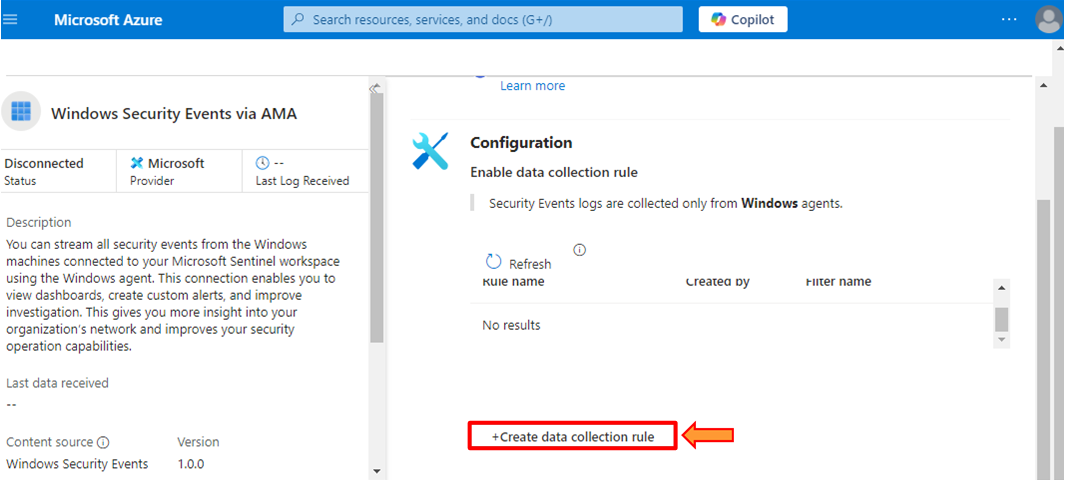 Microsoft Azure
Search resources, services, and docs (G+/)
Copilot
...
Windows Security Events via AMA
Disconnected
Status
Microsoft
Provider
--
Last Log Received
Description
You can stream all security events from the Windows
machines connected to your Microsoft Sentinel workspace
using the Windows agent. This connection enables you to
view dashboards, create custom alerts, and improve
investigation. This gives you more insight into your
organization's network and improves your security
operation capabilities.
Last data received
--
Content source
Version
Windows Security Events
1.0.0
Learn more
Configuration
Enable data collection rule
Security Events logs are collected only from Windows agents.
Refresh
Rule name
Created by
Filter name
No results
+Create data collection rule